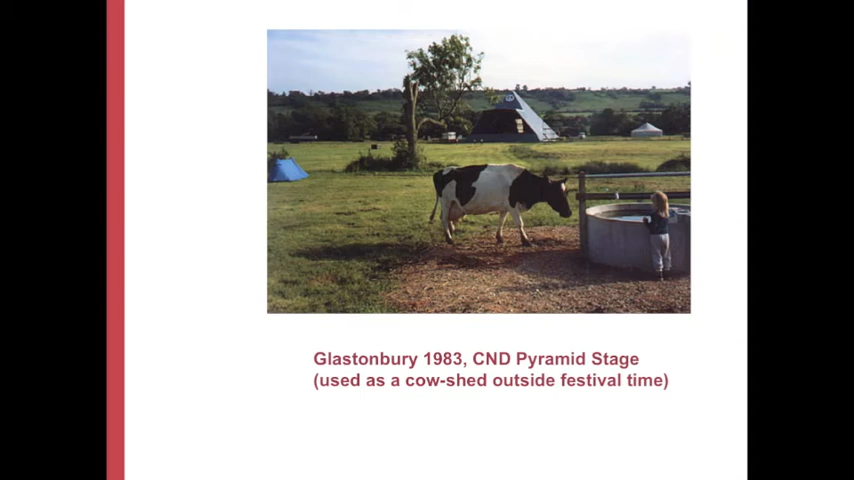 Glastonbury 1983, CND Pyramid Stage
(used as a cow-shed outside festival time)